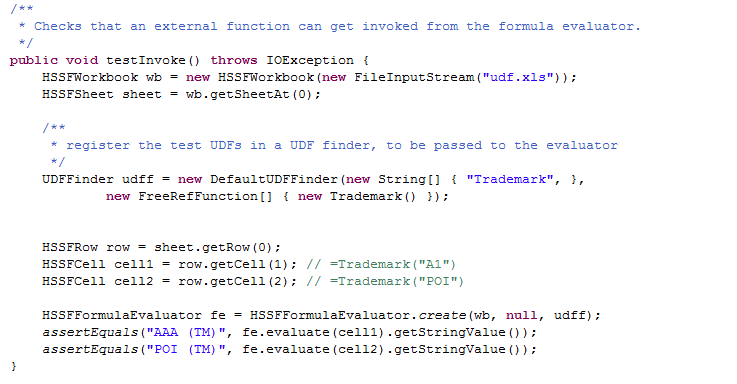 /**
 * Checks that an external function can get invoked from the formula evaluator.
 */
public void testInvoke() throws IOException {
    HSSFWorkbook wb = new HSSFWorkbook(new FileInputStream("udf.xls"));
    HSSFSheet sheet = wb.getSheetAt(0);

    /**
     * register the test UDFs in a UDF finder, to be passed to the evaluator
     */
    UDFFinder udff = new DefaultUDFFinder(new String[] { "Trademark", },
            new FreeRefFunction[] { new Trademark() });


    HSSFRow row = sheet.getRow(0);
    HSSFCell cell1 = row.getCell(1); // =Trademark("A1")
    HSSFCell cell2 = row.getCell(2); // =Trademark("POI")

    HSSFFormulaEvaluator fe = HSSFFormulaEvaluator.create(wb, null, udff);
    assertEquals("AAA (TM)", fe.evaluate(cell1).getStringValue());
    assertEquals("POI (TM)", fe.evaluate(cell2).getStringValue());
}